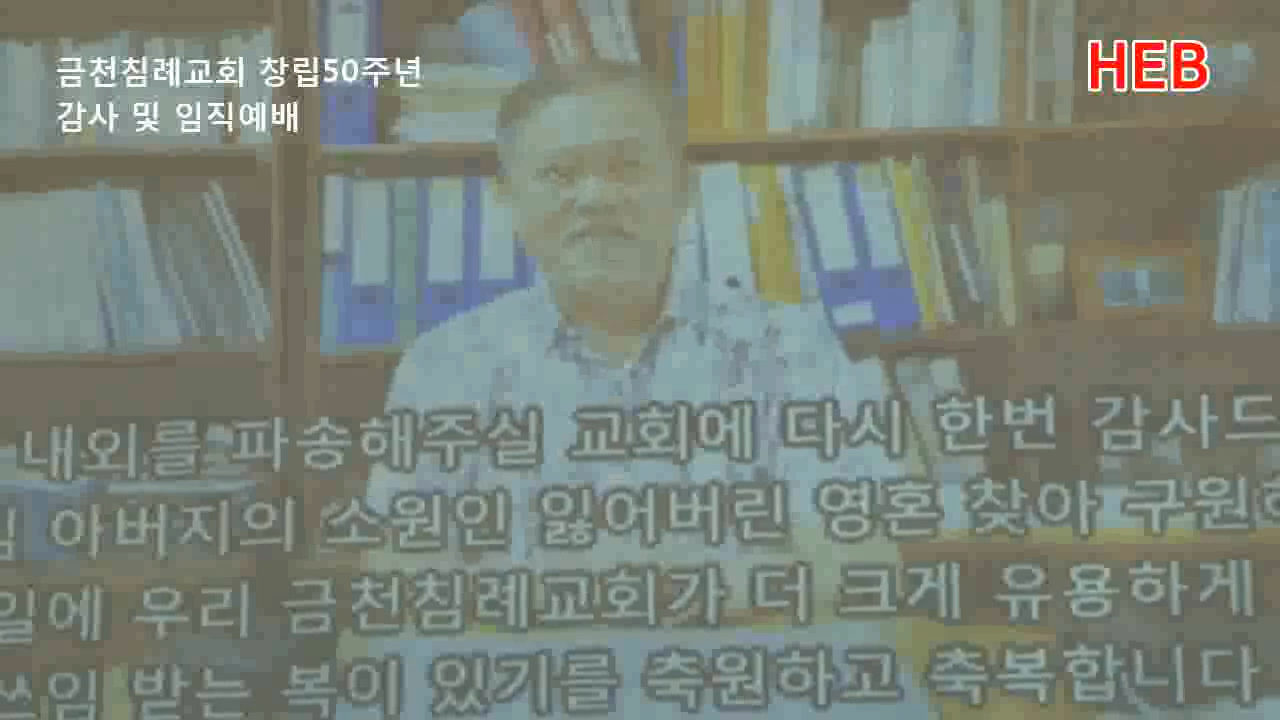 금천침례교회 창립50주년
감사 및 임직예배
HEB
내외를 파송해주실 교회에 다시 한번 감사드
아버지의 소원인 잃어버린 영혼 찾아 구원하
일에 우리 금천침례교회가 더 크게 유용하게
쓰임 받는 복이 있기를 축원하고 축복합니다